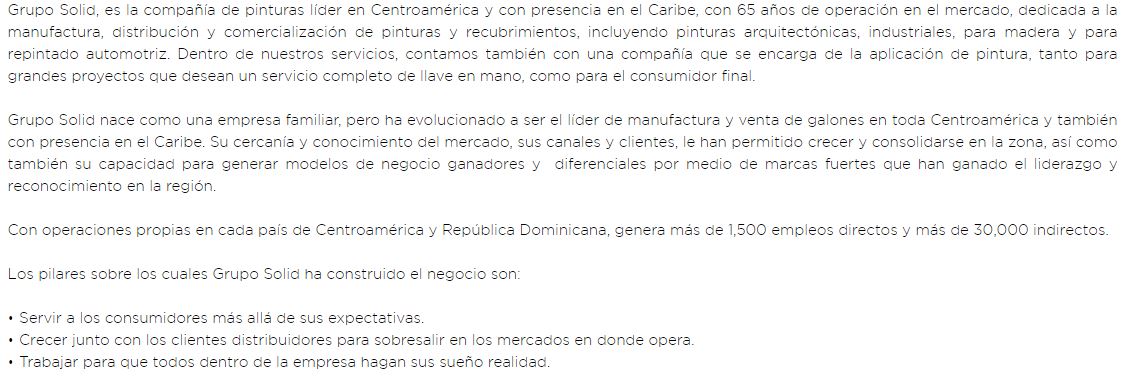 Grupo Solid, es la compañía de pinturas líder en Centroamérica y con presencia en el Caribe, con 65 años de operación en el mercado, dedicada a la
manufactura, distribución y comercialización de pinturas y recubrimientos, incluyendo pinturas arquitectónicas, industriales, para madera y para
repintado automotriz. Dentro de nuestros servicios, contamos también con una compañía que se encarga de la aplicación de pintura, tanto para
grandes proyectos que desean un servicio completo de llave en mano, como para el consumidor final.
Grupo Solid nace como una empresa familiar, pero ha evolucionado a ser el líder de manufactura y venta de galones en toda Centroamérica y también
con presencia en el Caribe. Su cercanía y conocimiento del mercado, sus canales y clientes, le han permitido crecer y consolidarse en la zona, así como
también su capacidad para generar modelos de negocio ganadores y diferenciales por medio de marcas fuertes que han ganado el liderazgo y
reconocimiento en la región.
Con operaciones propias en cada país de Centroamérica y República Dominicana, genera más de 1,500 empleos directos y más de 30,000 indirectos.
Los pilares sobre los cuales Grupo Solid ha construido el negocio son:
• Servir a los consumidores más allá de sus expectativas.
• Crecer junto con los clientes distribuidores para sobresalir en los mercados en donde opera.
• Trabajar para que todos dentro de la empresa hagan sus sueño realidad.